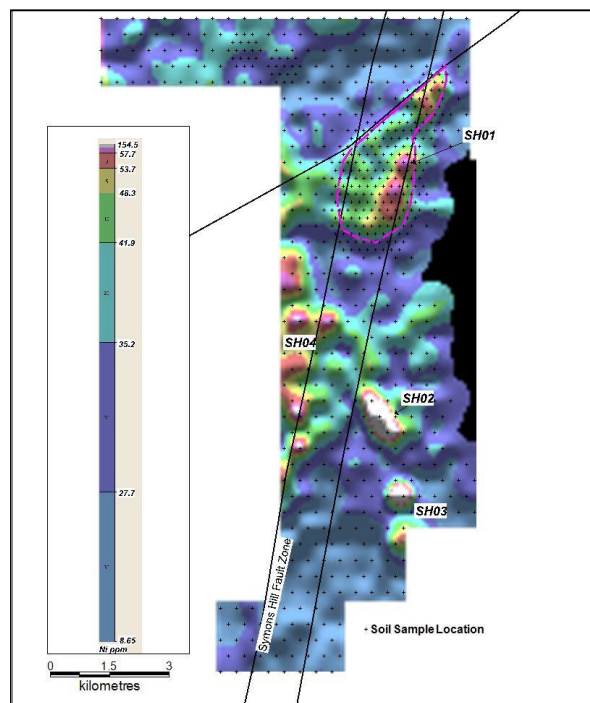 SH01
154.5
57.7
53.7
48.3
41.9
35.2
27.7
8.65
Ni ppm
SH04
SH02
SH03
Symons Hill Fault Zone
+ Soil Sample Location
0 1.5 3
kilometres